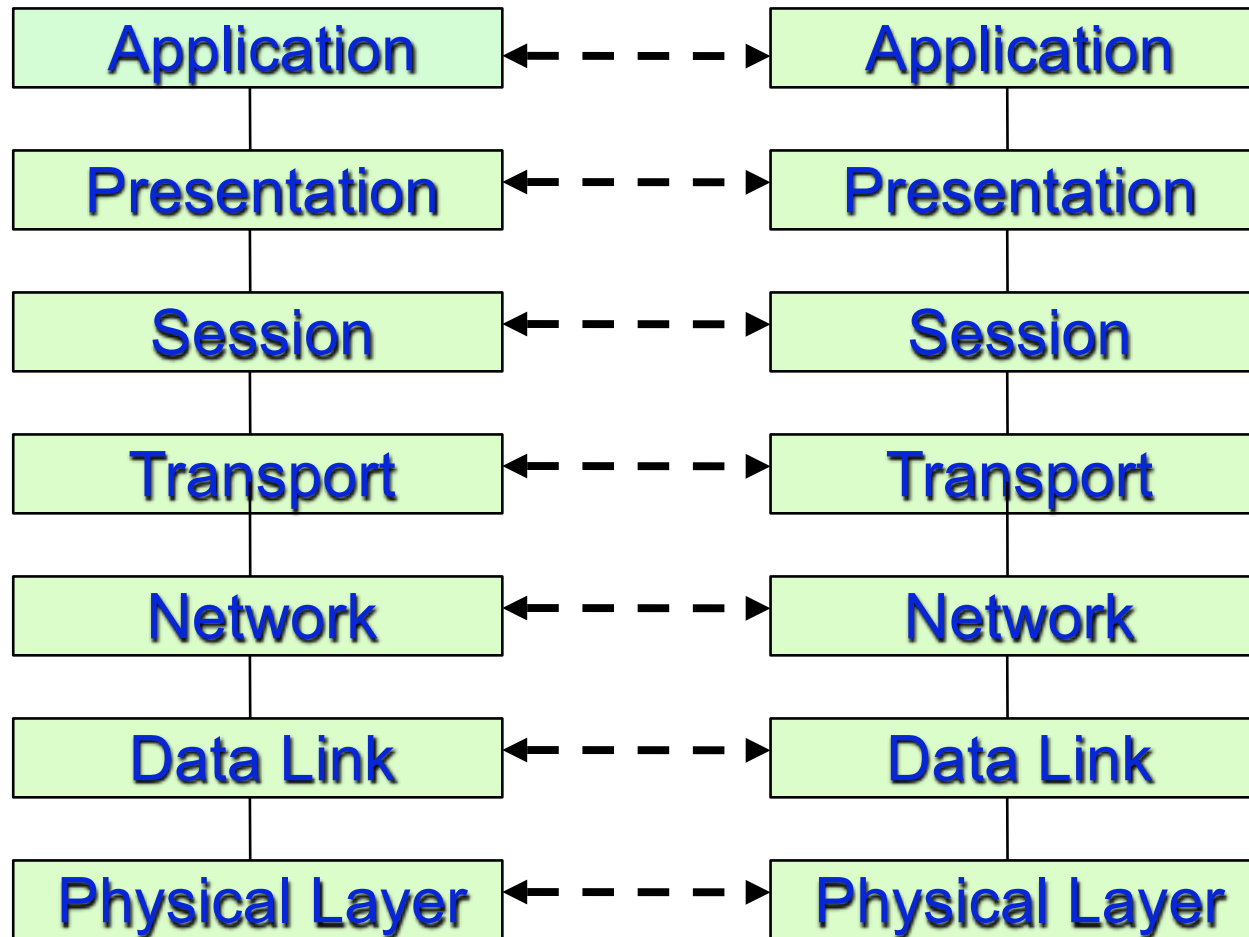 Application Application
Presentation Presentation
Session Session
Transport Transport
Network Network
Data Link Data Link
Physical Layer Physical Layer